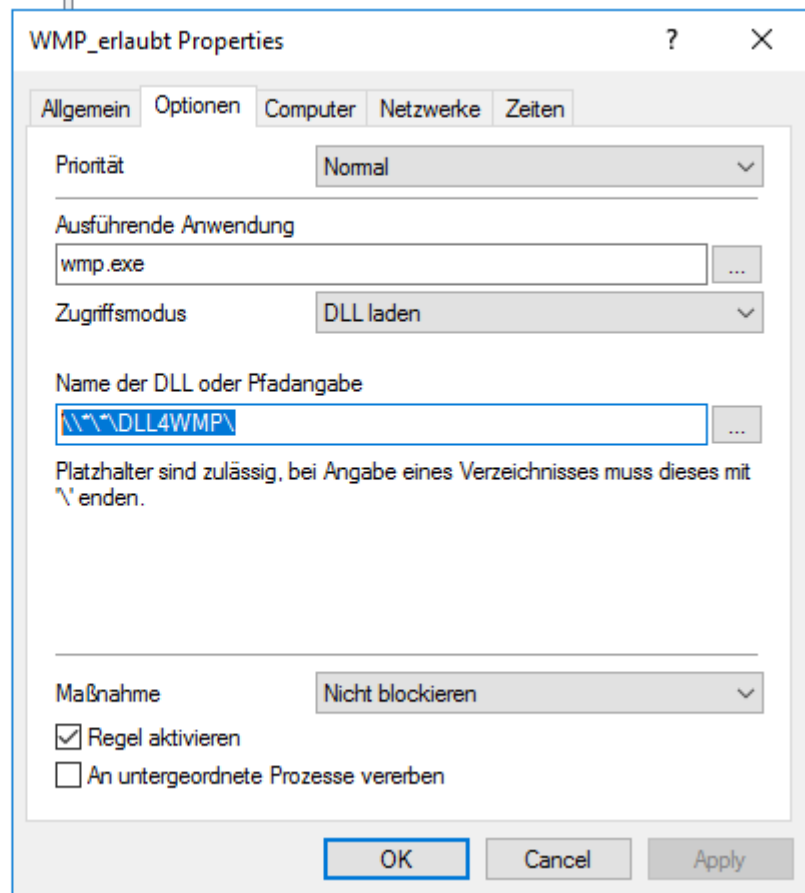 WMP_erlaubt Properties
?
Allgemein Optionen Computer Netzwerke Zeiten
Priorität Normal
Ausführende Anwendung
wmp.exe ...
Zugriffsmodus DLL laden
Name der DLL oder Pfadangabe
\\*\*\DLL4WMP\ ...
Platzhalter sind zulässig, bei Angabe eines Verzeichnisses muss dieses mit
'\' enden.
Maßnahme Nicht blockieren
Regel aktivieren
An untergeordnete Prozesse vererben
OK Cancel Apply